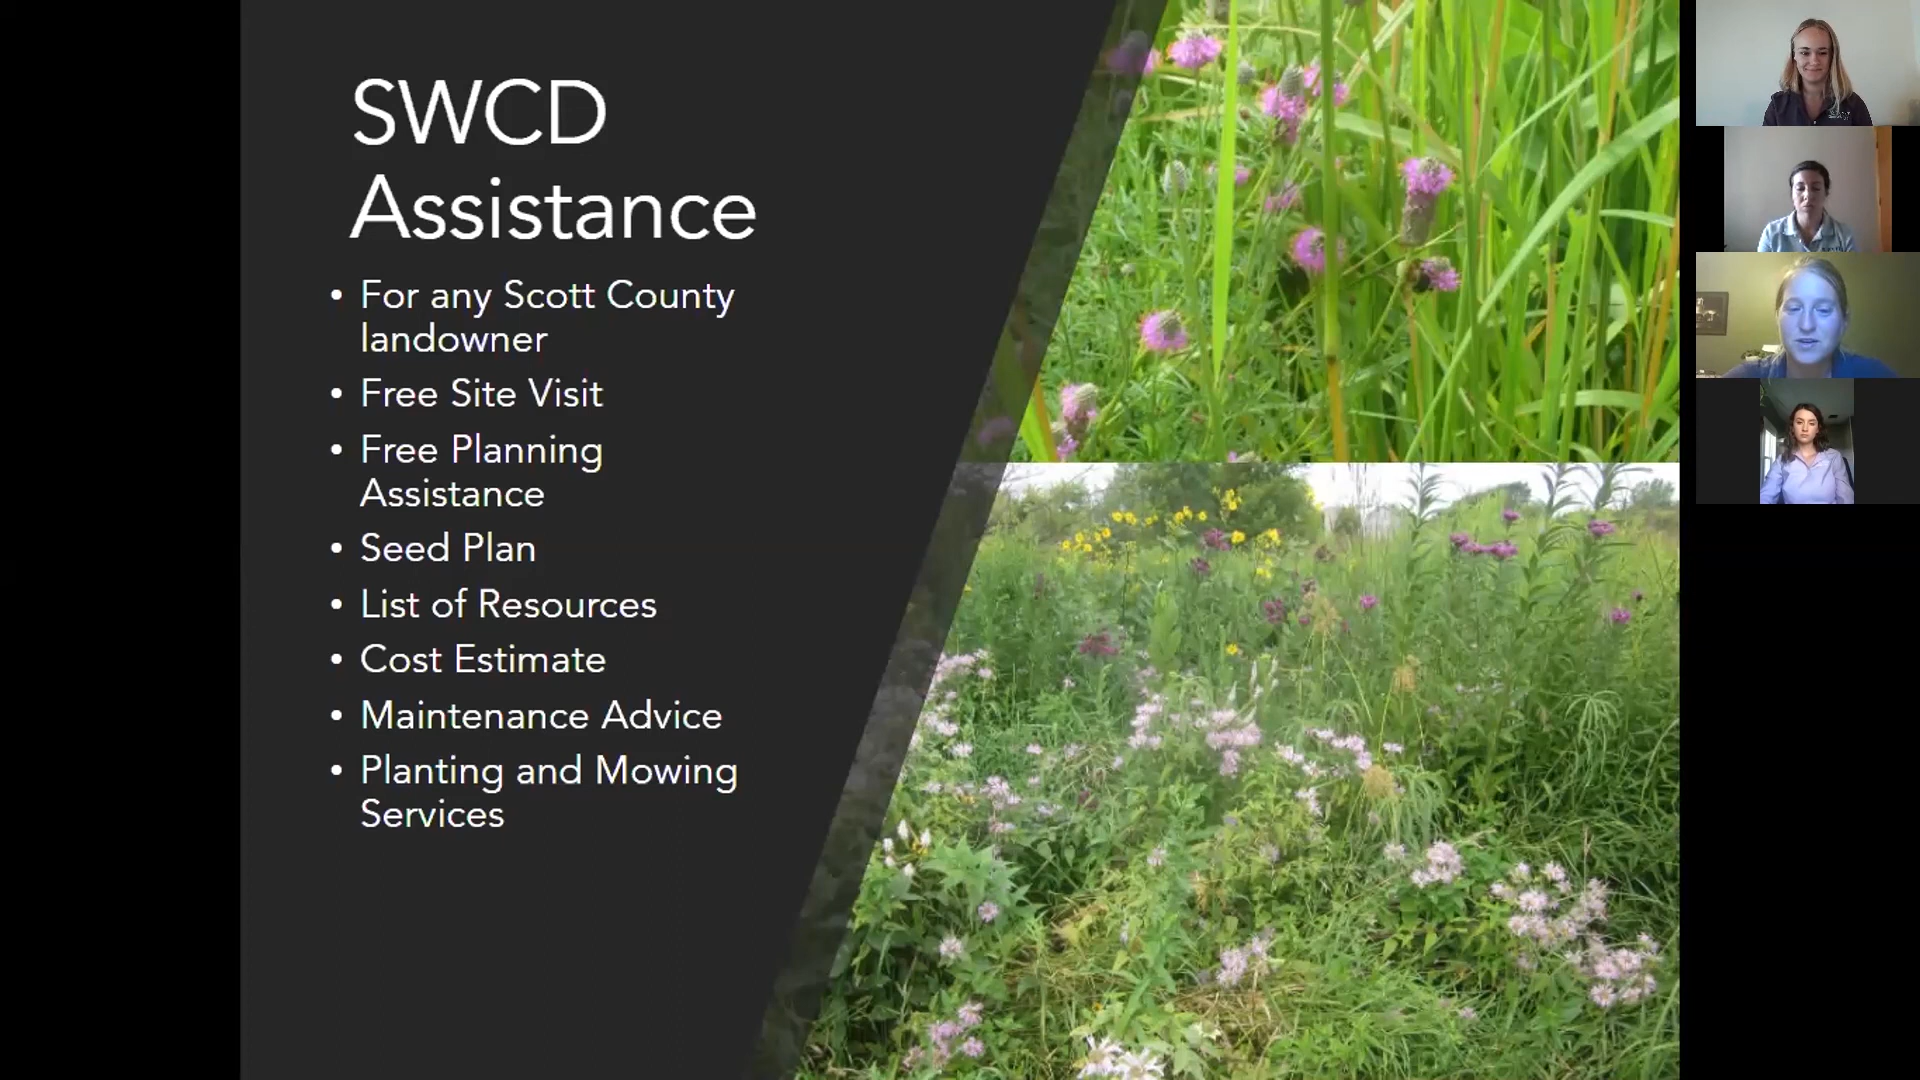 SWCD
Assistance
• For any Scott County
landowner
• Free Site Visit
• Free Planning
Assistance
• Seed Plan
• List of Resources
• Cost Estimate
• Maintenance Advice
• Planting and Mowing
Services